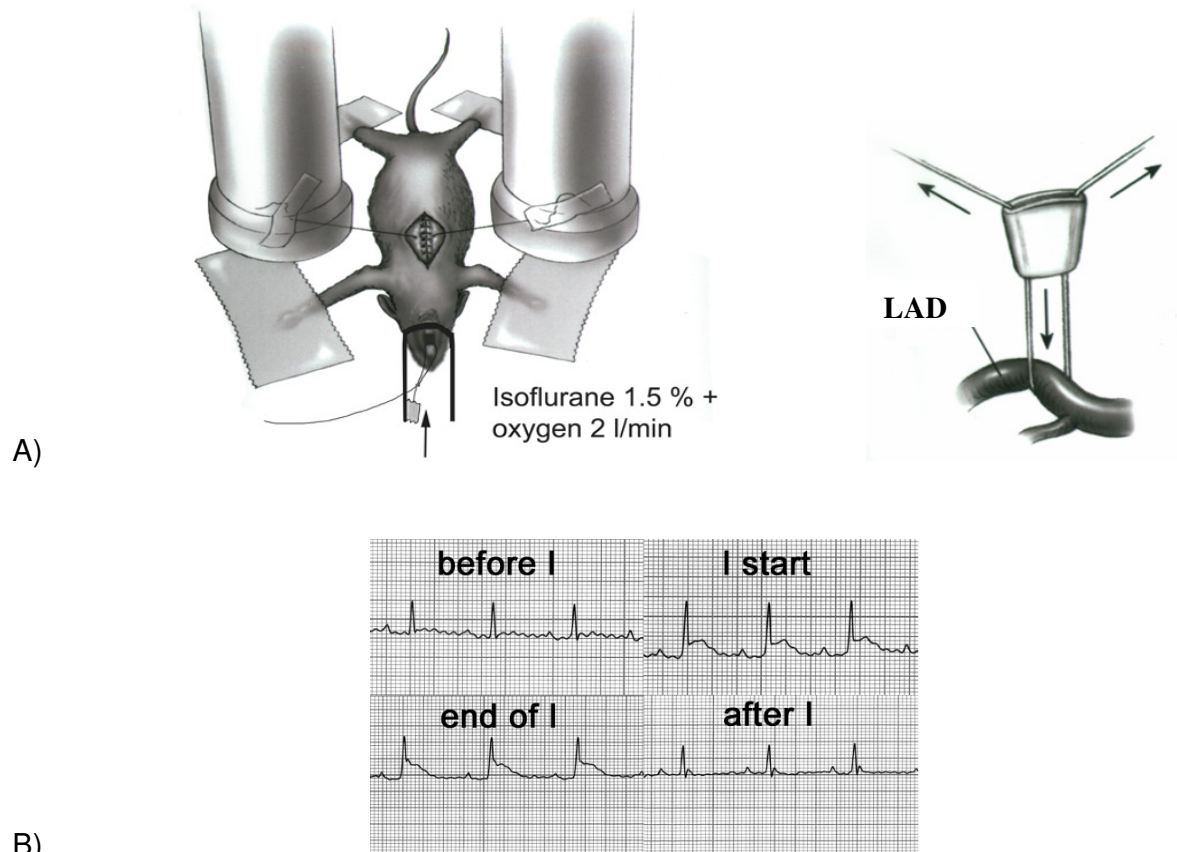 LAD
Isoflurane 1.5 % +
oxygen 2 l/min
A)
before I
I start
end of I
after I
B)